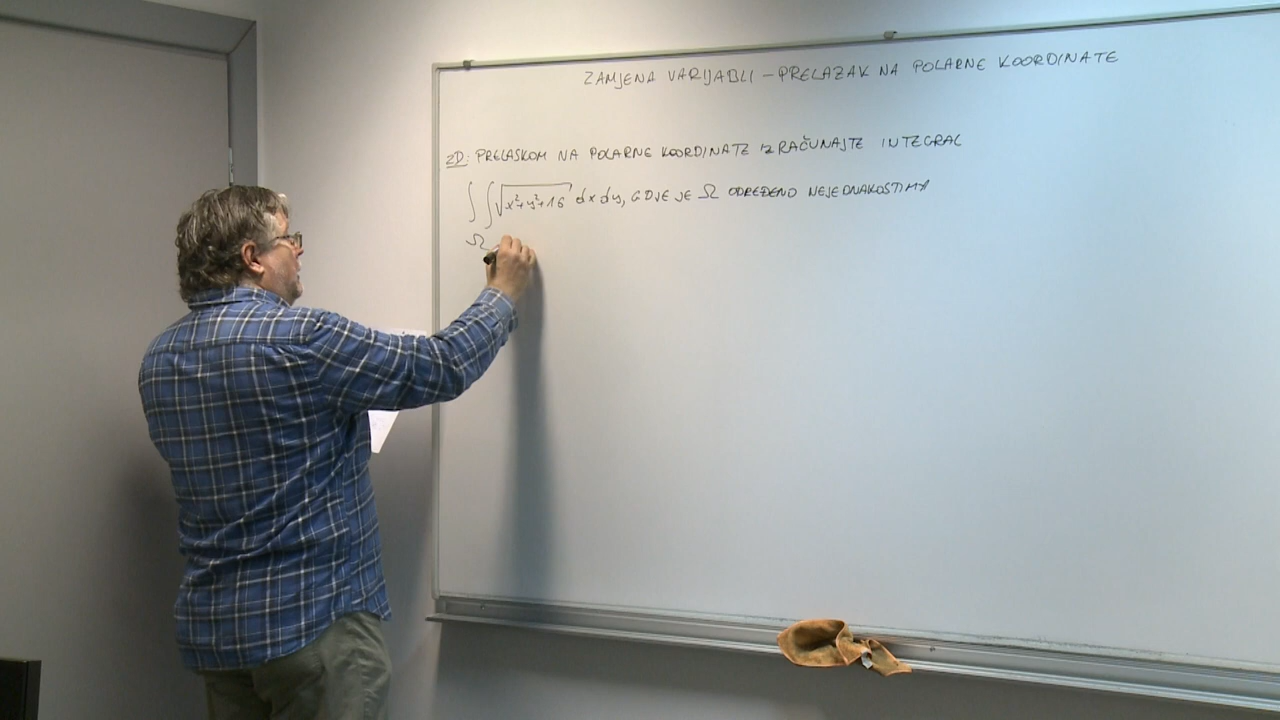 ZAMJENA VARIJABLI – PRELAZAK NA POLARNE KOORDINATE
ZD: PRELASKOM NA POLARNE KOORDINATE IZRAČUNAJTE INTEGRAL
∫∫√(x²+y²+16) dx dy, GDJE JE Ω ODREĐENO NEJEDNAKOSTIMA
Ω